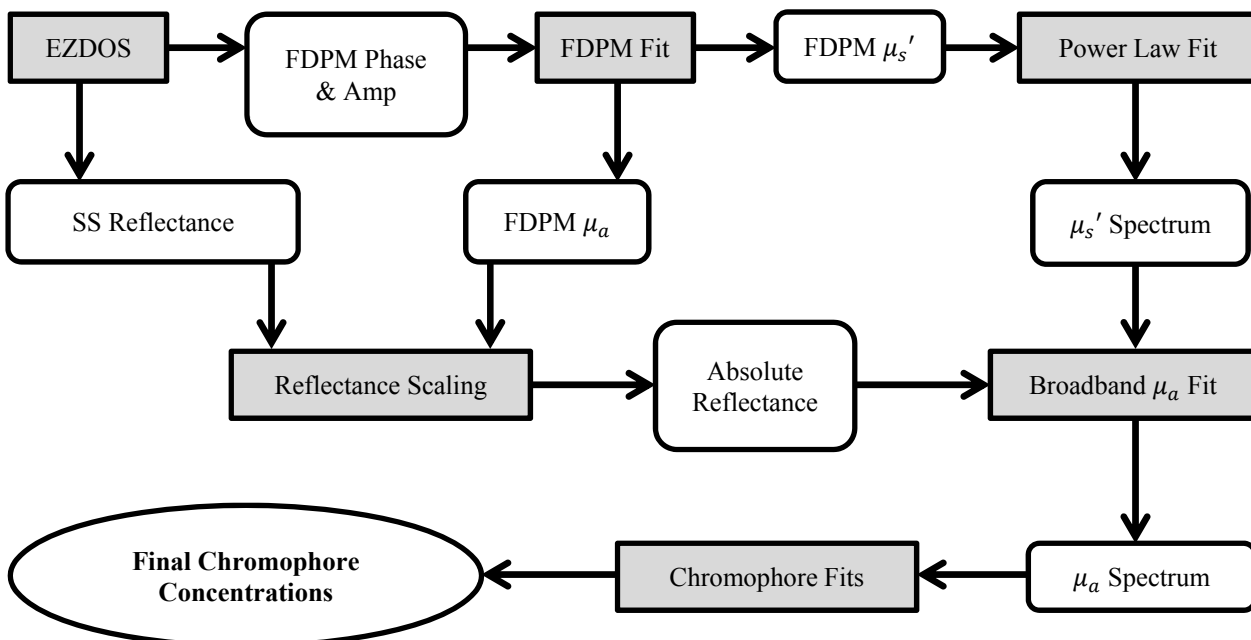 EZDOS
FDPM Phase
& Amp
FDPM Fit
FDPM μₛ′
Power Law Fit
SS Reflectance
FDPM μₐ
μₛ′ Spectrum
Reflectance Scaling
Absolute
Reflectance
Broadband μₐ Fit
Final Chromophore
Concentrations
Chromophore Fits
μₐ Spectrum